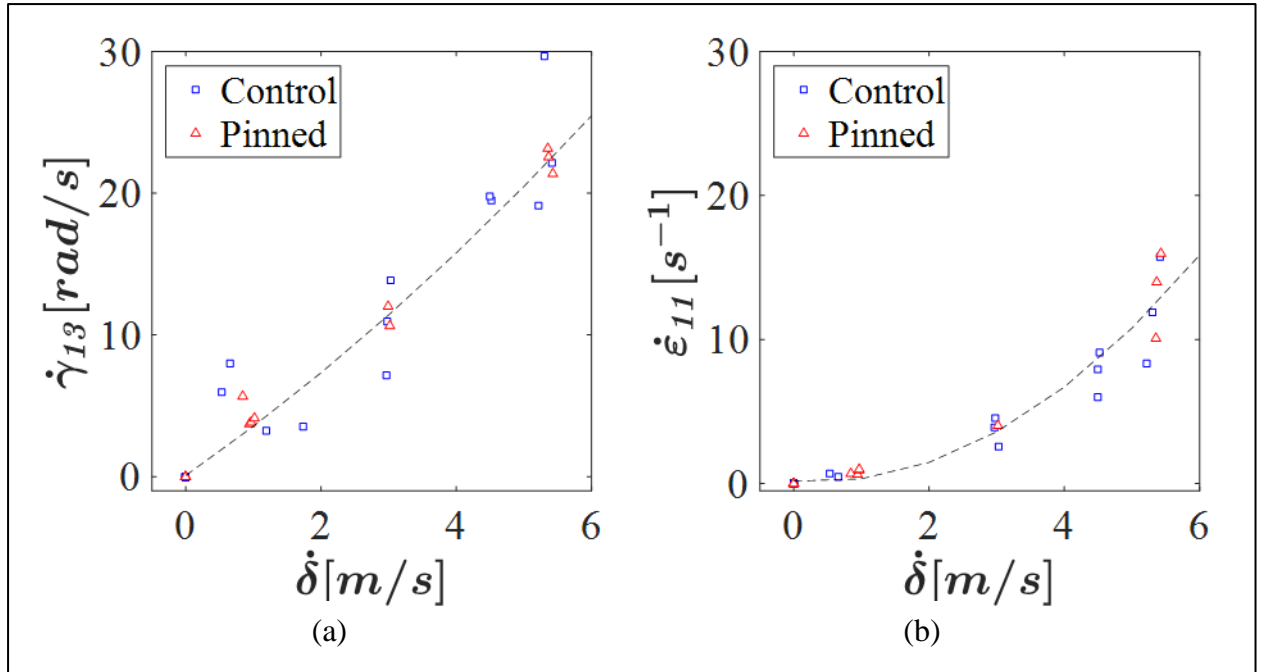 30
20
10
0
0 2 4 6
Control
Pinned
γ̇₁₃[rad/s]
δ̇[m/s]
(a)
30
20
10
0
0 2 4 6
Control
Pinned
ε̇₁₁[s⁻¹]
δ̇[m/s]
(b)